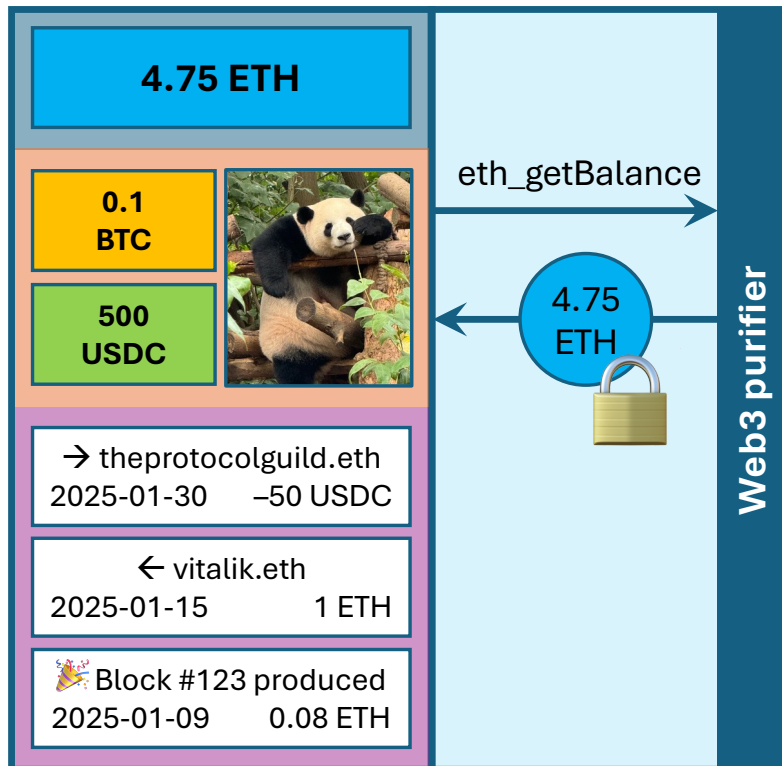 4.75 ETH
0.1
BTC
500
USDC
→ theprotocolguild.eth
2025-01-30 –50 USDC
← vitalik.eth
2025-01-15 1 ETH
🎉 Block #123 produced
2025-01-09 0.08 ETH
eth_getBalance
4.75
ETH
Web3 purifier